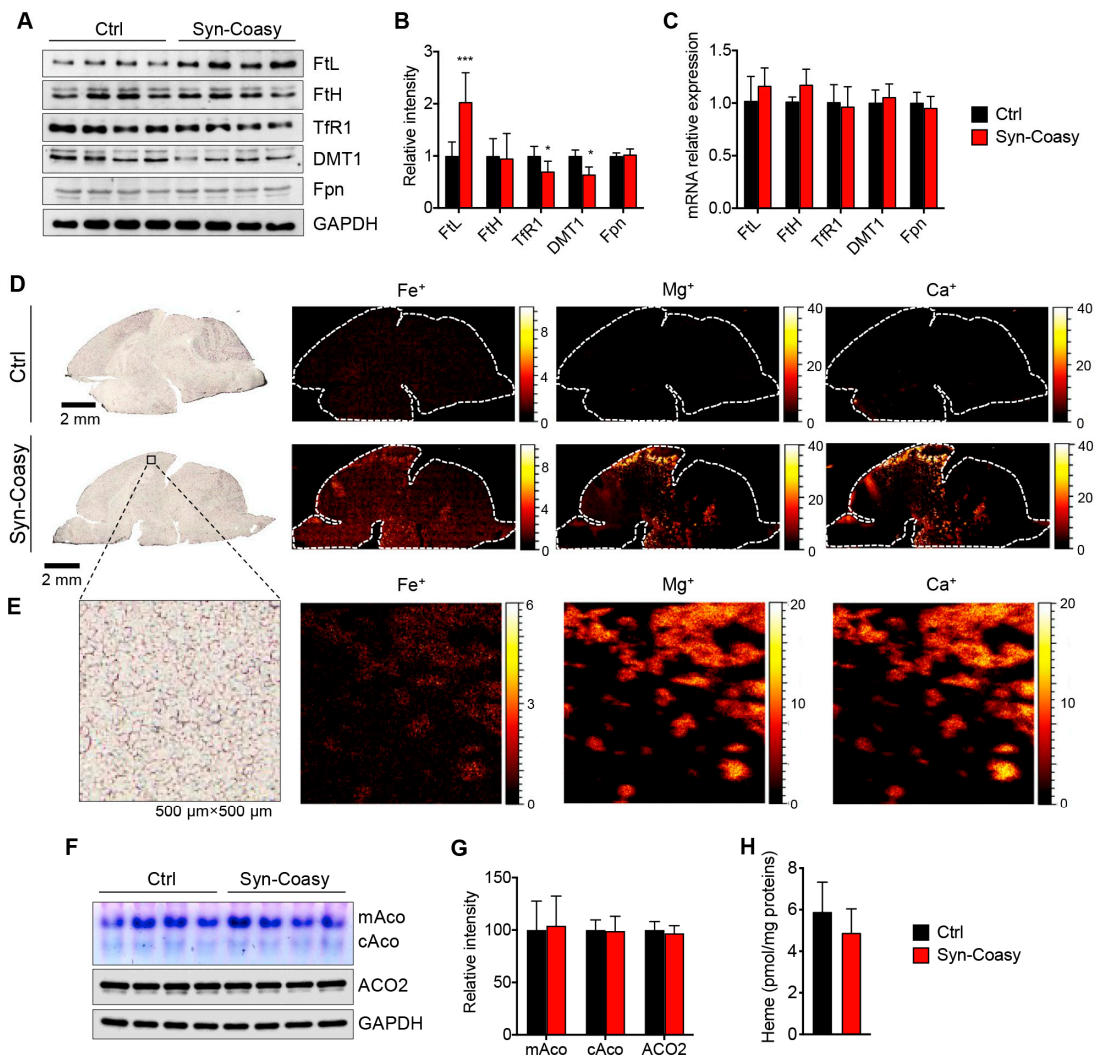 A
Ctrl
Syn-Coasy
FtL
FtH
TfR1
DMT1
Fpn
GAPDH
B
Relative intensity
3
2
1
0
***
*
*
FtL
FtH
TfR1
DMT1
Fpn
C
mRNA relative expression
1.5
1.0
0.5
0.0
FtL
FtH
TfR1
DMT1
Fpn
Ctrl
Syn-Coasy
D
Fe⁺
Mg⁺
Ca⁺
Ctrl
2 mm
8
4
0
40
20
0
40
20
0
Syn-Coasy
2 mm
8
4
0
40
20
0
40
20
0
E
Fe⁺
Mg⁺
Ca⁺
6
3
0
20
10
0
20
10
0
500 µm×500 µm
F
Ctrl
Syn-Coasy
mAco
cAco
ACO2
GAPDH
G
Relative intensity
150
100
50
0
mAco
cAco
ACO2
H
Heme (pmol/mg proteins)
8
6
4
2
0
Ctrl
Syn-Coasy